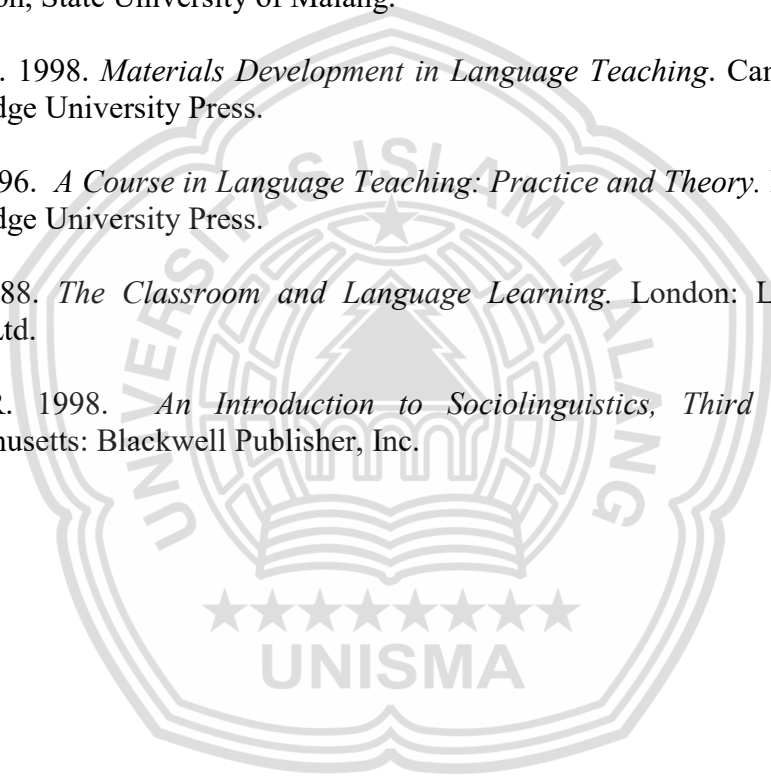 on, State University of Malang.
. 1998. Materials Development in Language Teaching. Car
dge University Press.
96. A Course in Language Teaching: Practice and Theory.
dge University Press.
88. The Classroom and Language Learning. London: L
Ltd.
R. 1998. An Introduction to Sociolinguistics, Third
husetts: Blackwell Publisher, Inc.
UNIVERSITAS ISLAM MALANG
UNISMA